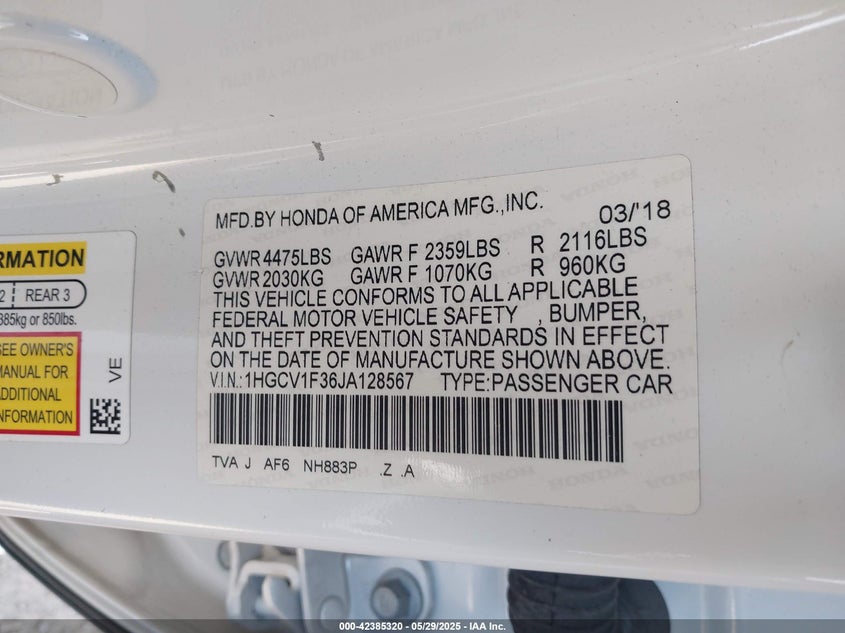 MFD.BY HONDA OF AMERICA MFG.,INC. 03/'18
GVWR 4475LBS GAWR F 2359LBS R 2116LBS
GVWR 2030KG GAWR F 1070KG R 960KG
THIS VEHICLE CONFORMS TO ALL APPLICABLE
FEDERAL MOTOR VEHICLE SAFETY , BUMPER,
AND THEFT PREVENTION STANDARDS IN EFFECT
ON THE DATE OF MANUFACTURE SHOWN ABOVE.
V.I.N.:1HGCV1F36JA128567 TYPE:PASSENGER CAR
TVA J AF6 NH883P .Z .A
RMATION
2 REAR 3
385kg or 850lbs.
SEE OWNER'S
MANUAL FOR
ADDITIONAL
INFORMATION
VE
000-42385320 - 05/29/2025 - IAA Inc.